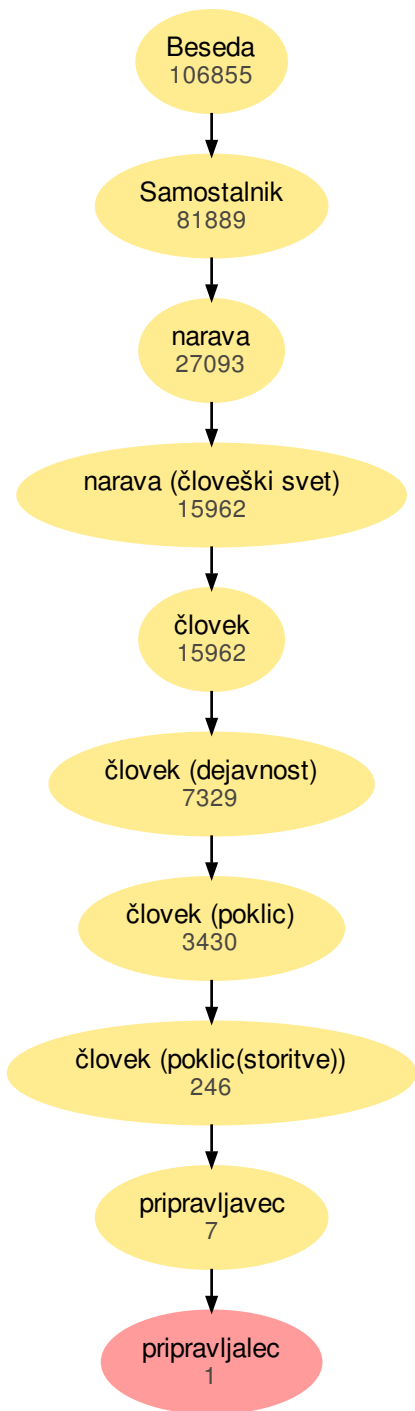 Beseda
106855
Samostalnik
81889
narava
27093
narava (človeški svet)
15962
človek
15962
človek (dejavnost)
7329
človek (poklic)
3430
človek (poklic(storitve))
246
pripravljavec
7
pripravljalec
1